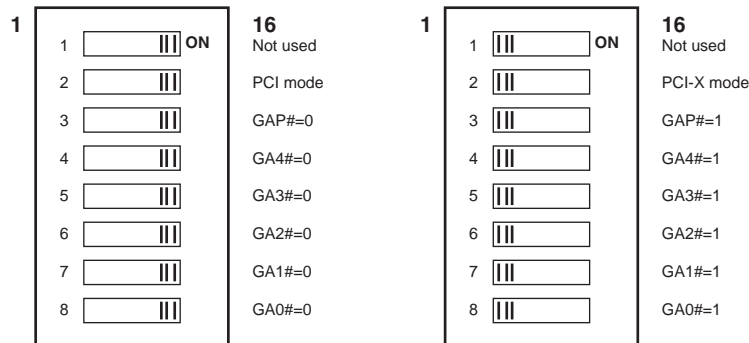 1 16
1 ON Not used
2 PCI mode
3 GAP#=0
4 GA4#=0
5 GA3#=0
6 GA2#=0
7 GA1#=0
8 GA0#=0
1 16
1 ON Not used
2 PCI-X mode
3 GAP#=1
4 GA4#=1
5 GA3#=1
6 GA2#=1
7 GA1#=1
8 GA0#=1